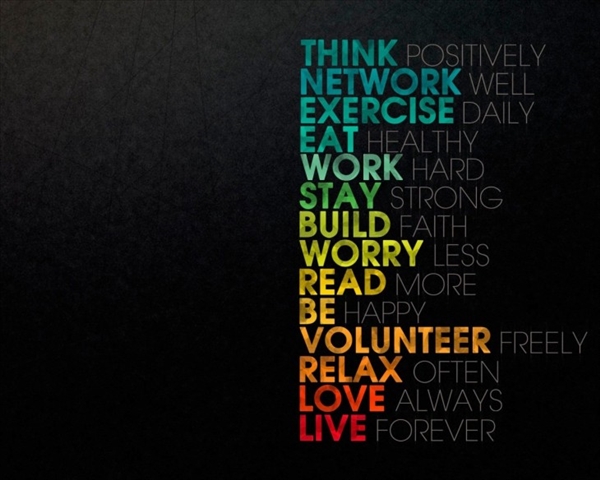 THINK POSITIVELY
NETWORK WELL
EXERCISE DAILY
EAT HEALTHY
WORK HARD
STAY STRONG
BUILD FAITH
WORRY LESS
READ MORE
BE HAPPY
VOLUNTEER FREELY
RELAX OFTEN
LOVE ALWAYS
LIVE FOREVER